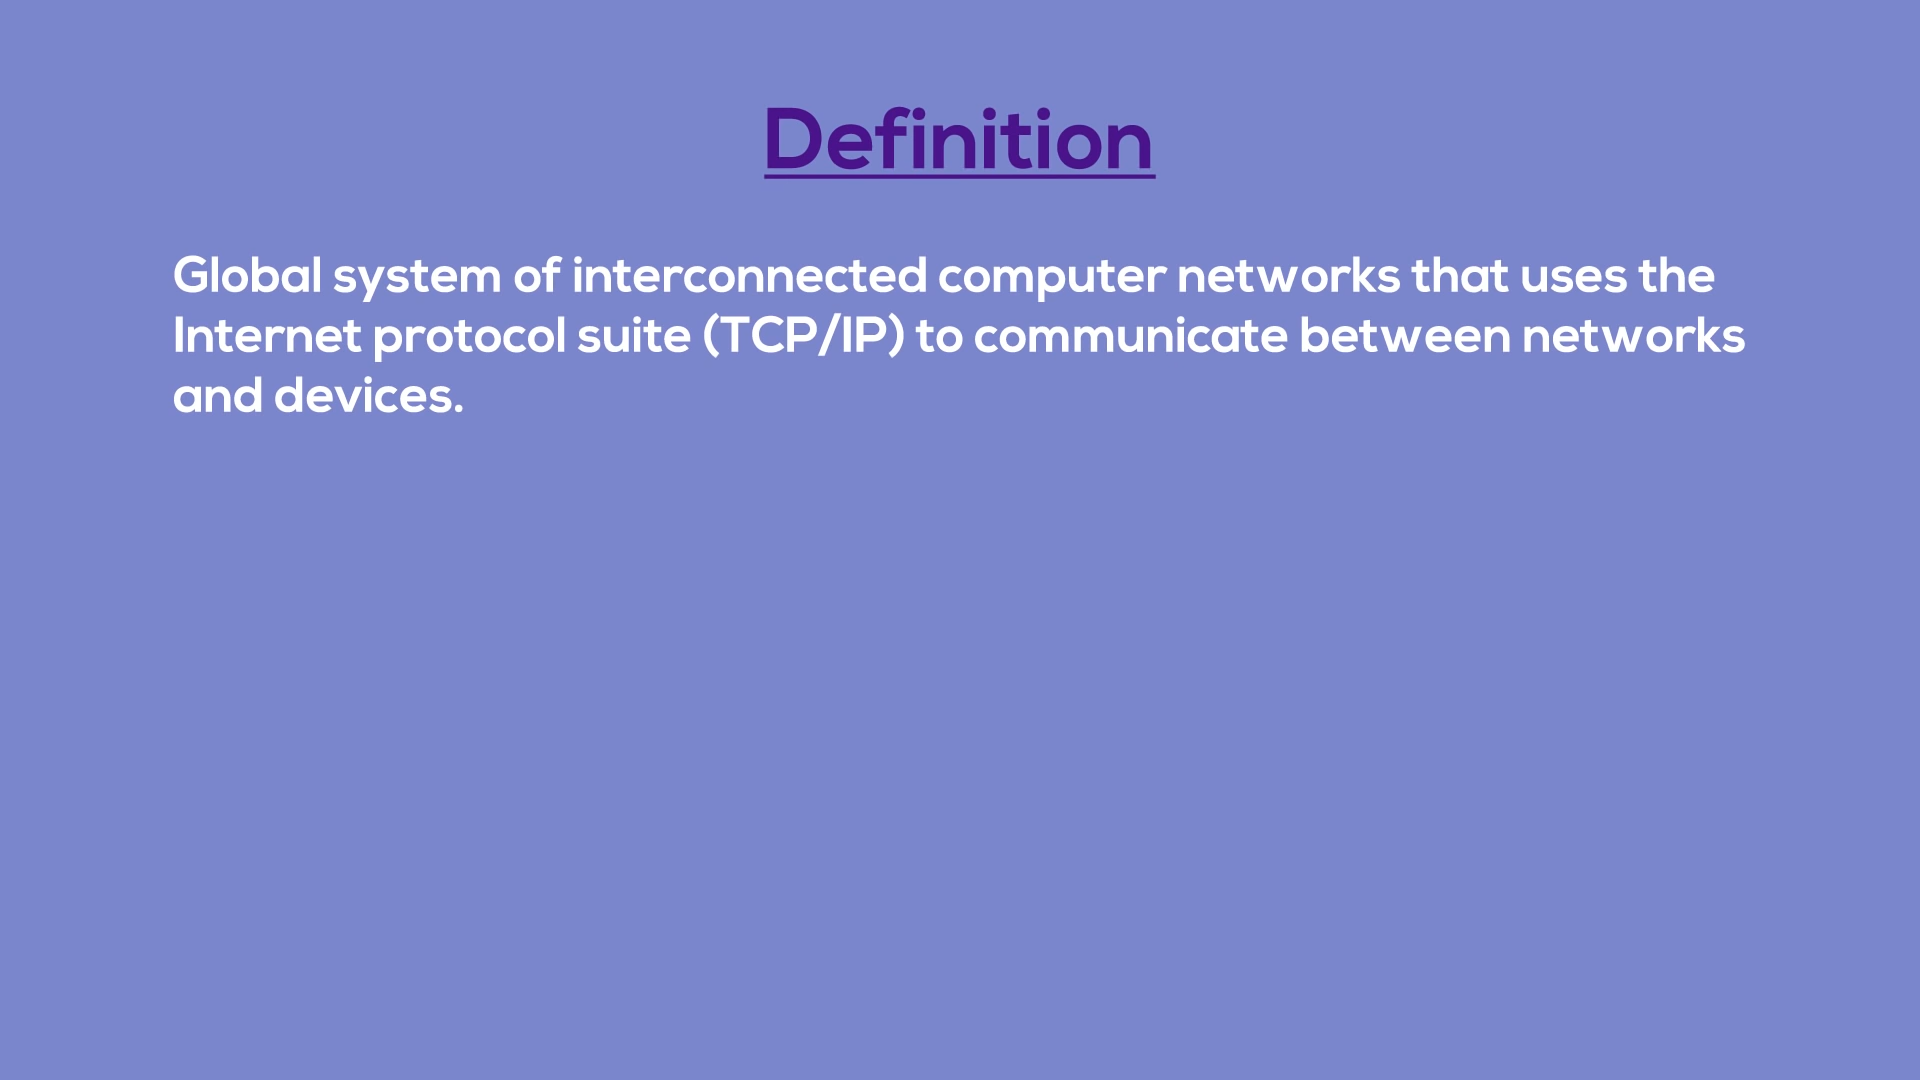 Definition
Global system of interconnected computer networks that uses the
Internet protocol suite (TCP/IP) to communicate between networks
and devices.